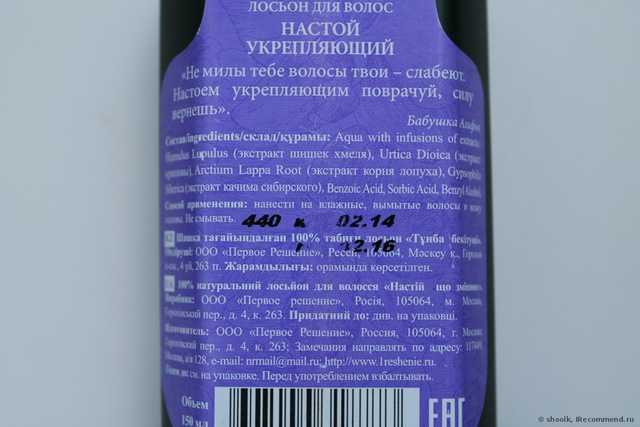 ЛОСЬОН ДЛЯ ВОЛОС
НАСТОЙ
УКРЕПЛЯЮЩИЙ
«Не милы тебе волосы твои – слабеют.
Настоем укрепляющим поврачуй, силу
вернешь».
Бабушка Агафья
Состав/ingredients/склад/құрамы: Aqua with infusions of extracts
Humulus Lupulus (экстракт шишек хмеля), Urtica Dioica (экстракт
крапивы), Arctium Lappa Root (экстракт корня лопуха), Gypsophila
Siberica (экстракт качима сибирского), Benzoic Acid, Sorbic Acid, Benzyl Alcohol
Способ применения: нанести на влажные, вымытые волосы и кожу
головы. Не смывать.
440 к 02.14
г 12.16
KZ Шашқа тағайындалған 100% табиғи лосьон «Тұнба бекітуші»
Өндіруші: ООО «Первое Решение», Ресей, 105064, Мәскеу к., Горохов
к-сі, 4 үй, 263 п. Жарамдылығы: орамында көрсетілген.
100% натуральний лосьйон для волосся «Настій що зміцнює»
Виробник: ООО «Первое решение», Росія, 105064, м. Москва,
Гороховський пер., д. 4, к. 263. Придатний до: див. на упаковці.
Изготовитель: ООО «Первое Решение», Россия, 105064, г. Москва,
Гороховский пер., д. 4, к. 263; Замечания направлять по адресу:
Москва, а/я 128, e-mail: nrmail@mail.ru; http://www.1reshenie.ru.
Годен до: см. на упаковке. Перед употреблением взбалтывать.
Объем
150 мл
EAC
© shoolk, IRecommend.ru